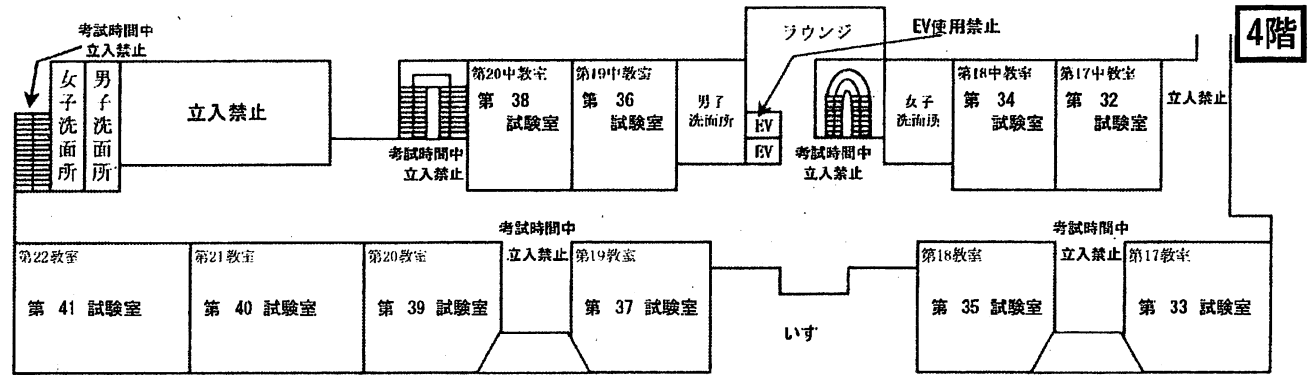 4階
考試時間中
立入禁止
女子洗面所
男子洗面所
立入禁止
考試時間中
立入禁止
第20中教室
第 38
試験室
第19中教室
第 36
試験室
男子
洗面所
ラウンジ
EV使用禁止
EV
EV
考試時間中
立入禁止
女子
洗面所
第18中教室
第 34
試験室
第17中教室
第 32
試験室
立入禁止
第22教室
第 41 試験室
第21教室
第 40 試験室
第20教室
第 39 試験室
考試時間中
立入禁止
第19教室
第 37 試験室
いす
第18教室
第 35 試験室
考試時間中
立入禁止
第17教室
第 33 試験室